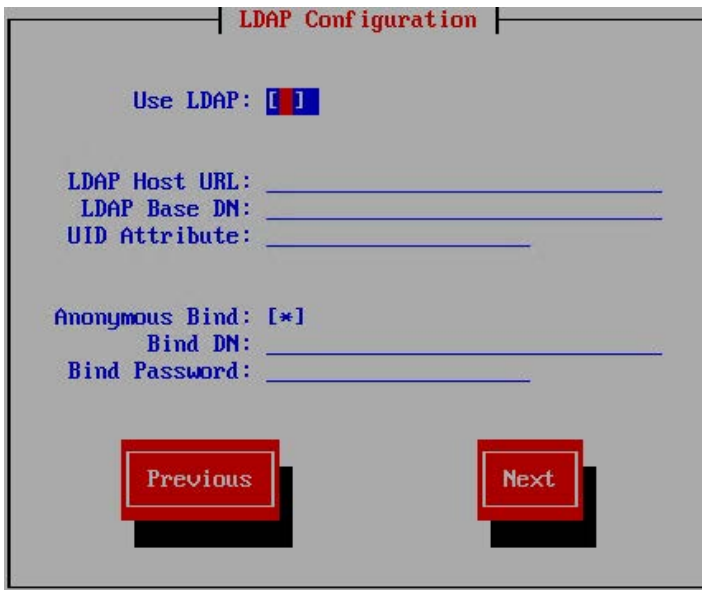 LDAP Configuration
Use LDAP: [ ]
LDAP Host URL:
LDAP Base DN:
UID Attribute:
Anonymous Bind: [*]
Bind DN:
Bind Password:
Previous Next